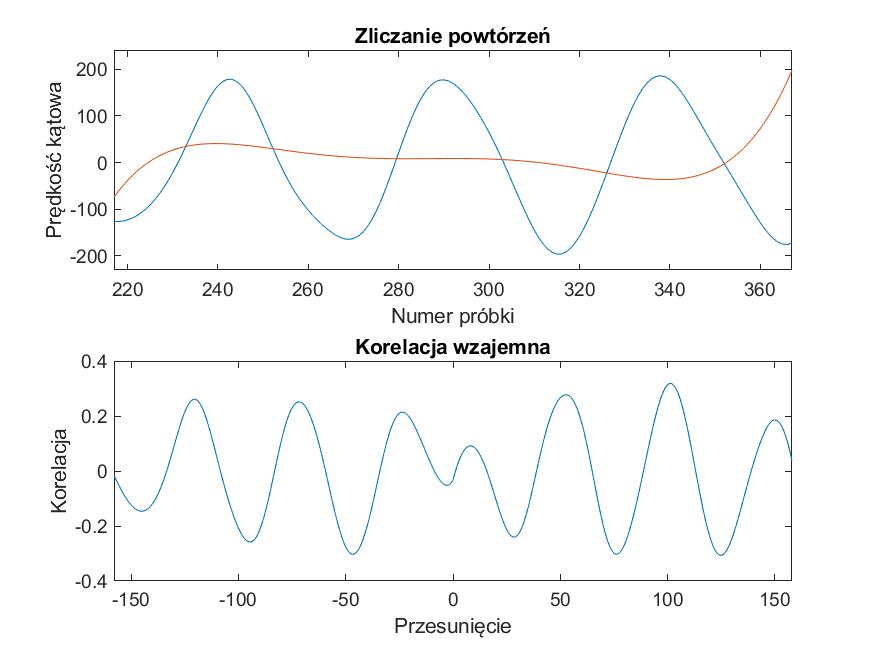 Zliczanie powtórzeń
Prędkość kątowa
200
100
0
-100
-200
220 240 260 280 300 320 340 360
Numer próbki
Korelacja wzajemna
Korelacja
0.4
0.2
0
-0.2
-0.4
-150 -100 -50 0 50 100 150
Przesunięcie